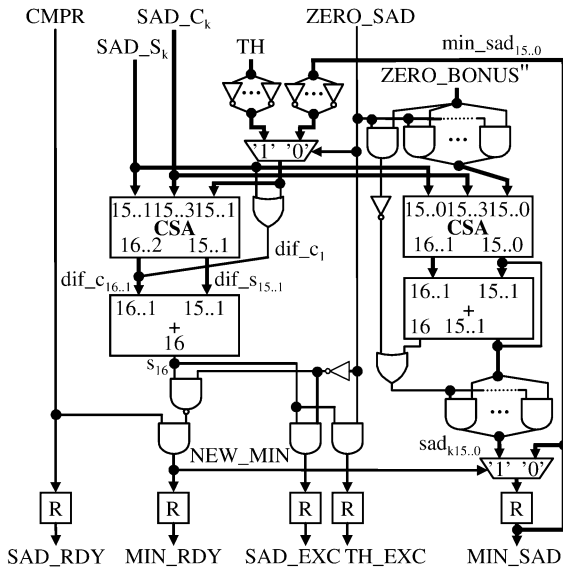 CMPR SAD_Cₖ ZERO_SAD
SAD_Sₖ TH min_sad₁₅..₀
ZERO_BONUS"
... ... ...
'1' '0'
15..1 15..3 15..1 15..0 15..3 15..0
CSA CSA
16..2 15..1 dif_c₁ 16..1 15..0
dif_c₁₆..₁ dif_s₁₅..₁
16..1 15..1 16..1 15..1
+ +
16 16 15..1
s₁₆
...
NEW_MIN sadₖ₁₅..₀
'1' '0'
R R R R R
SAD_RDY MIN_RDY SAD_EXC TH_EXC MIN_SAD